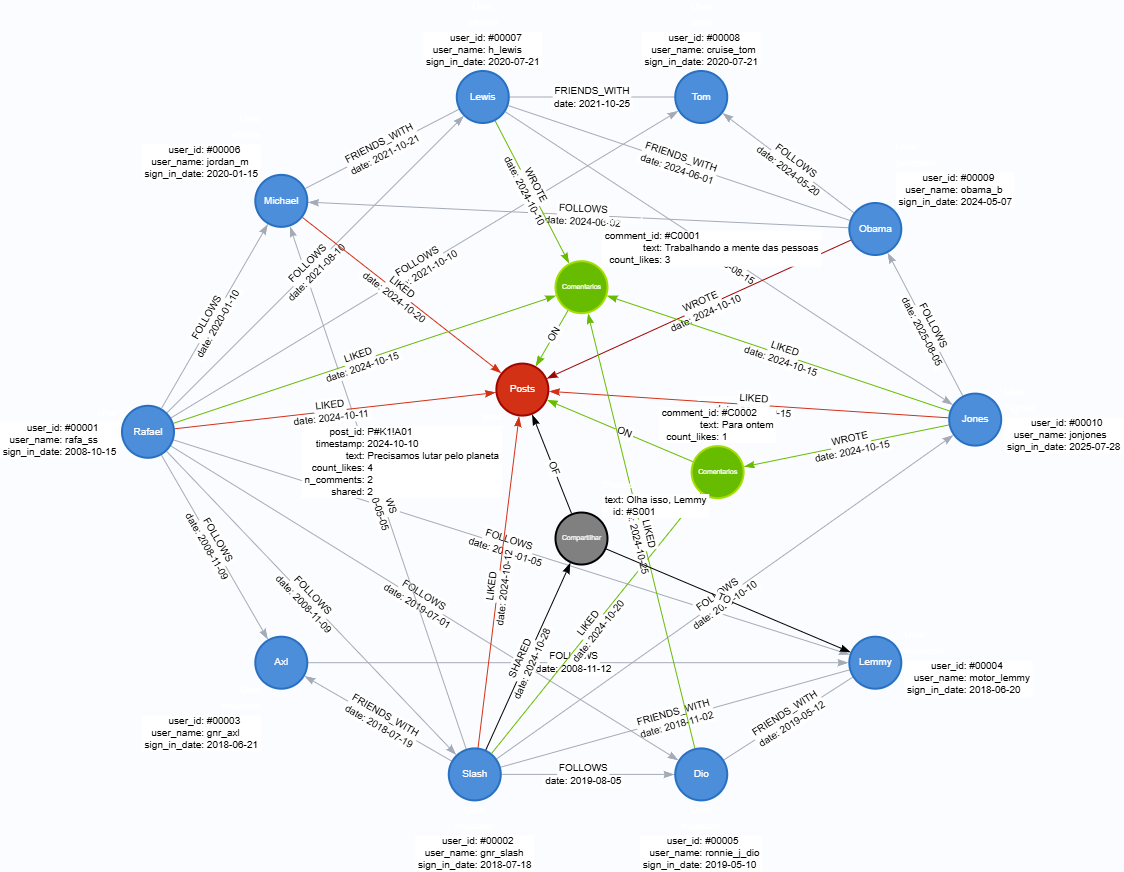 user_id: #00007
user_name: h_lewis
sign_in_date: 2020-07-21
user_id: #00008
user_name: cruise_tom
sign_in_date: 2020-07-21
Lewis
FRIENDS_WITH
date: 2021-10-25
Tom
user_id: #00006
user_name: jordan_m
sign_in_date: 2020-01-15
FRIENDS_WITH
date: 2021-10-21
WROTE
date: 2024-10-10
FRIENDS_WITH
date: 2024-06-01
FOLLOWS
date: 2024-05-20
user_id: #00009
user_name: obama_b
sign_in_date: 2024-05-07
Michael
FOLLOWS
date: 2024-06-02
Obama
comment_id: #C0001
text: Trabalhando a mente das pessoas
count_likes: 3
-08-15
FOLLOWS
date: 2021-08-10
FOLLOWS
date: 2021-10-10
LIKED
date: 2024-10-20
Comentarios
WROTE
date: 2024-10-10
FOLLOWS
date: 2020-01-10
ON
FOLLOWS
date: 2025-08-05
LIKED
date: 2024-10-15
LIKED
date: 2024-10-15
Posts
LIKED
date: 2024-10-11
LIKED
-15
Rafael
user_id: #00001
user_name: rafa_ss
sign_in_date: 2008-10-15
post_id: P#K1!A01
timestamp: 2024-10-10
text: Precisamos lutar pelo planeta
count_likes: 4
n_comments: 2
shared: 2
comment_id: #C0002
text: Para ontem
count_likes: 1
ON
Jones
user_id: #00010
user_name: jonjones
sign_in_date: 2025-07-28
WROTE
date: 2024-10-15
Comentarios
OF
WS
0-05-05
text: Olha isso, Lemmy
id: #S001
Compartilhar
FOLLOWS
date: 2008-11-09
FOLLOWS
-01-05
LIKED
2024-10-25
LIKED
date: 2024-10-12
FOLLOWS
date: 2008-11-09
FOLLOWS
date: 2019-07-01
TO
-10-10
LIKED
date: 2024-10-20
SHARED
date: 2024-10-28
Axl
date: 2008-11-12
Lemmy
user_id: #00004
user_name: motor_lemmy
sign_in_date: 2018-06-20
user_id: #00003
user_name: gnr_axl
sign_in_date: 2018-06-21
FRIENDS_WITH
date: 2018-07-19
FRIENDS_WITH
date: 2018-11-02
FRIENDS_WITH
date: 2019-05-12
Slash
FOLLOWS
date: 2019-08-05
Dio
user_id: #00002
user_name: gnr_slash
sign_in_date: 2018-07-18
user_id: #00005
user_name: ronnie_j_dio
sign_in_date: 2019-05-10